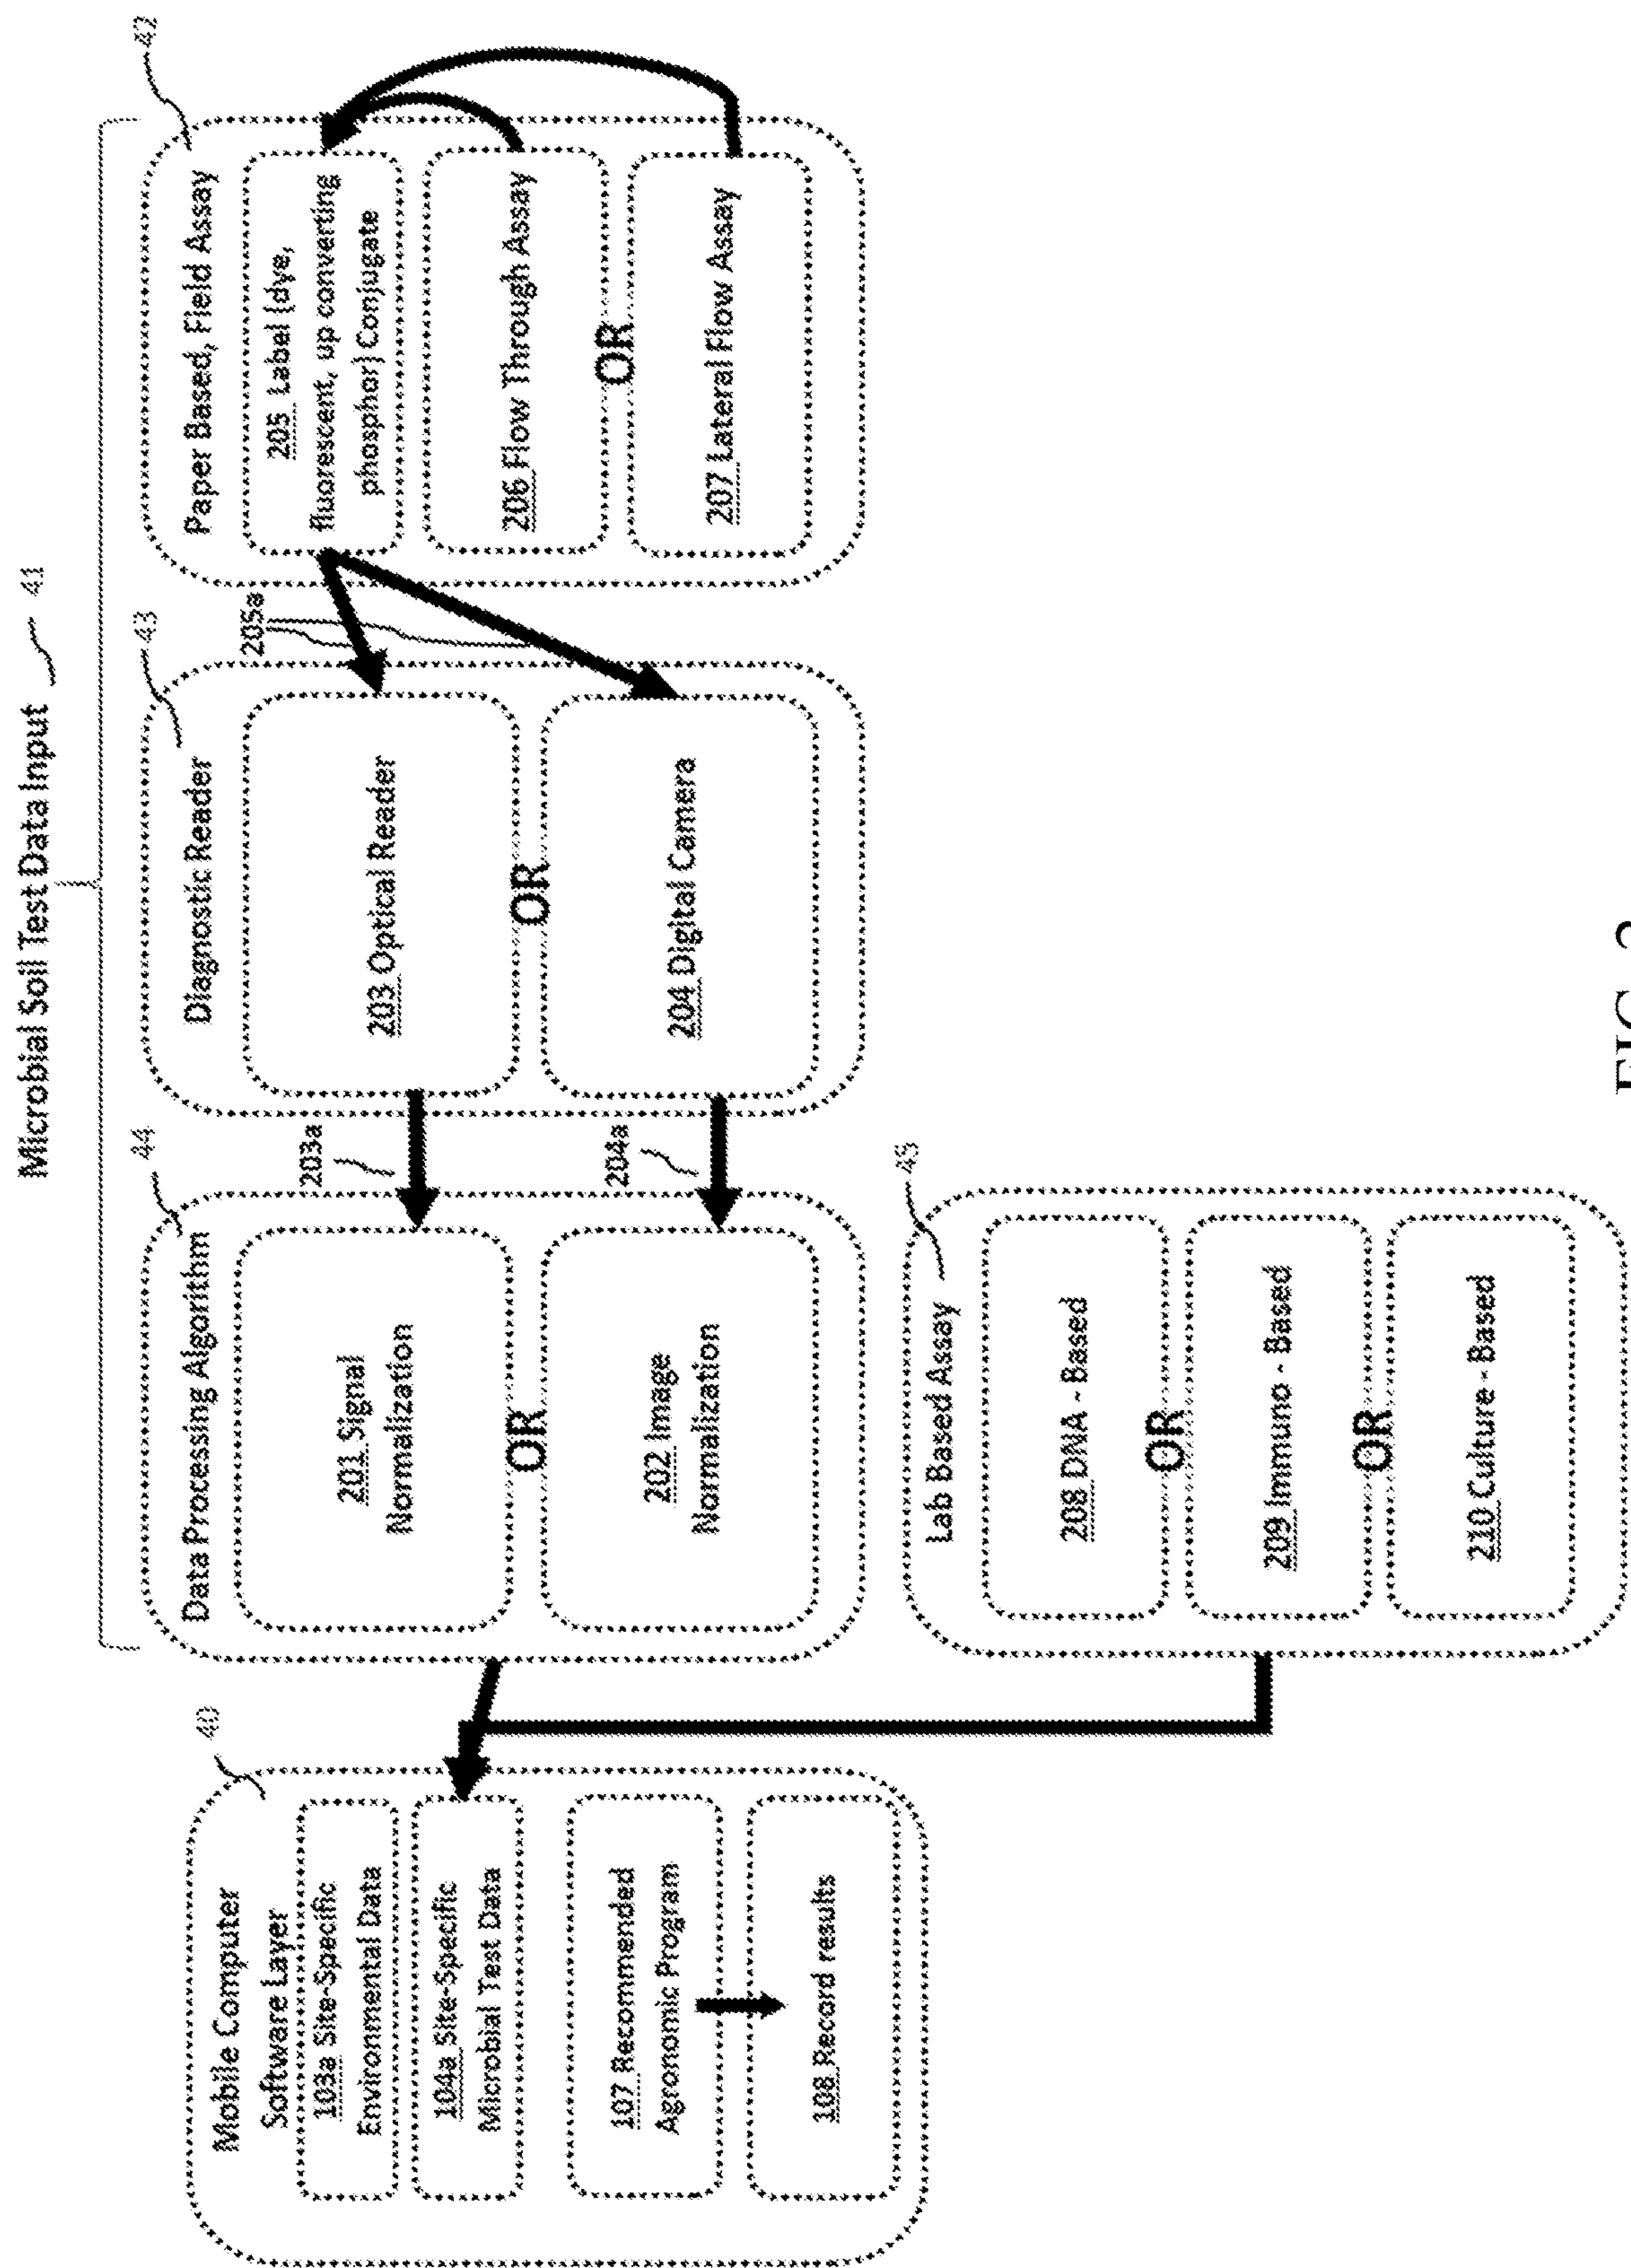 Microbial Soil Test Data Input
41
40
Mobile Computer
Software Layer
103a Site-Specific
Environmental Data
104a Site-Specific
Microbial Test Data
107 Recommended
Agronomic Program
108 Record results
44
Data Processing Algorithm
201 Signal
Normalization
OR
202 Image
Normalization
203a
204a
43
Diagnostic Reader
203 Optical Reader
OR
204 Digital Camera
205a
42
Paper Based, Field Assay
205 Label (dye,
fluorescent, up converting
phosphor) Conjugate
206 Flow Through Assay
OR
207 Lateral Flow Assay
45
Lab Based Assay
208 DNA - Based
OR
209 Immuno - Based
OR
210 Culture - Based